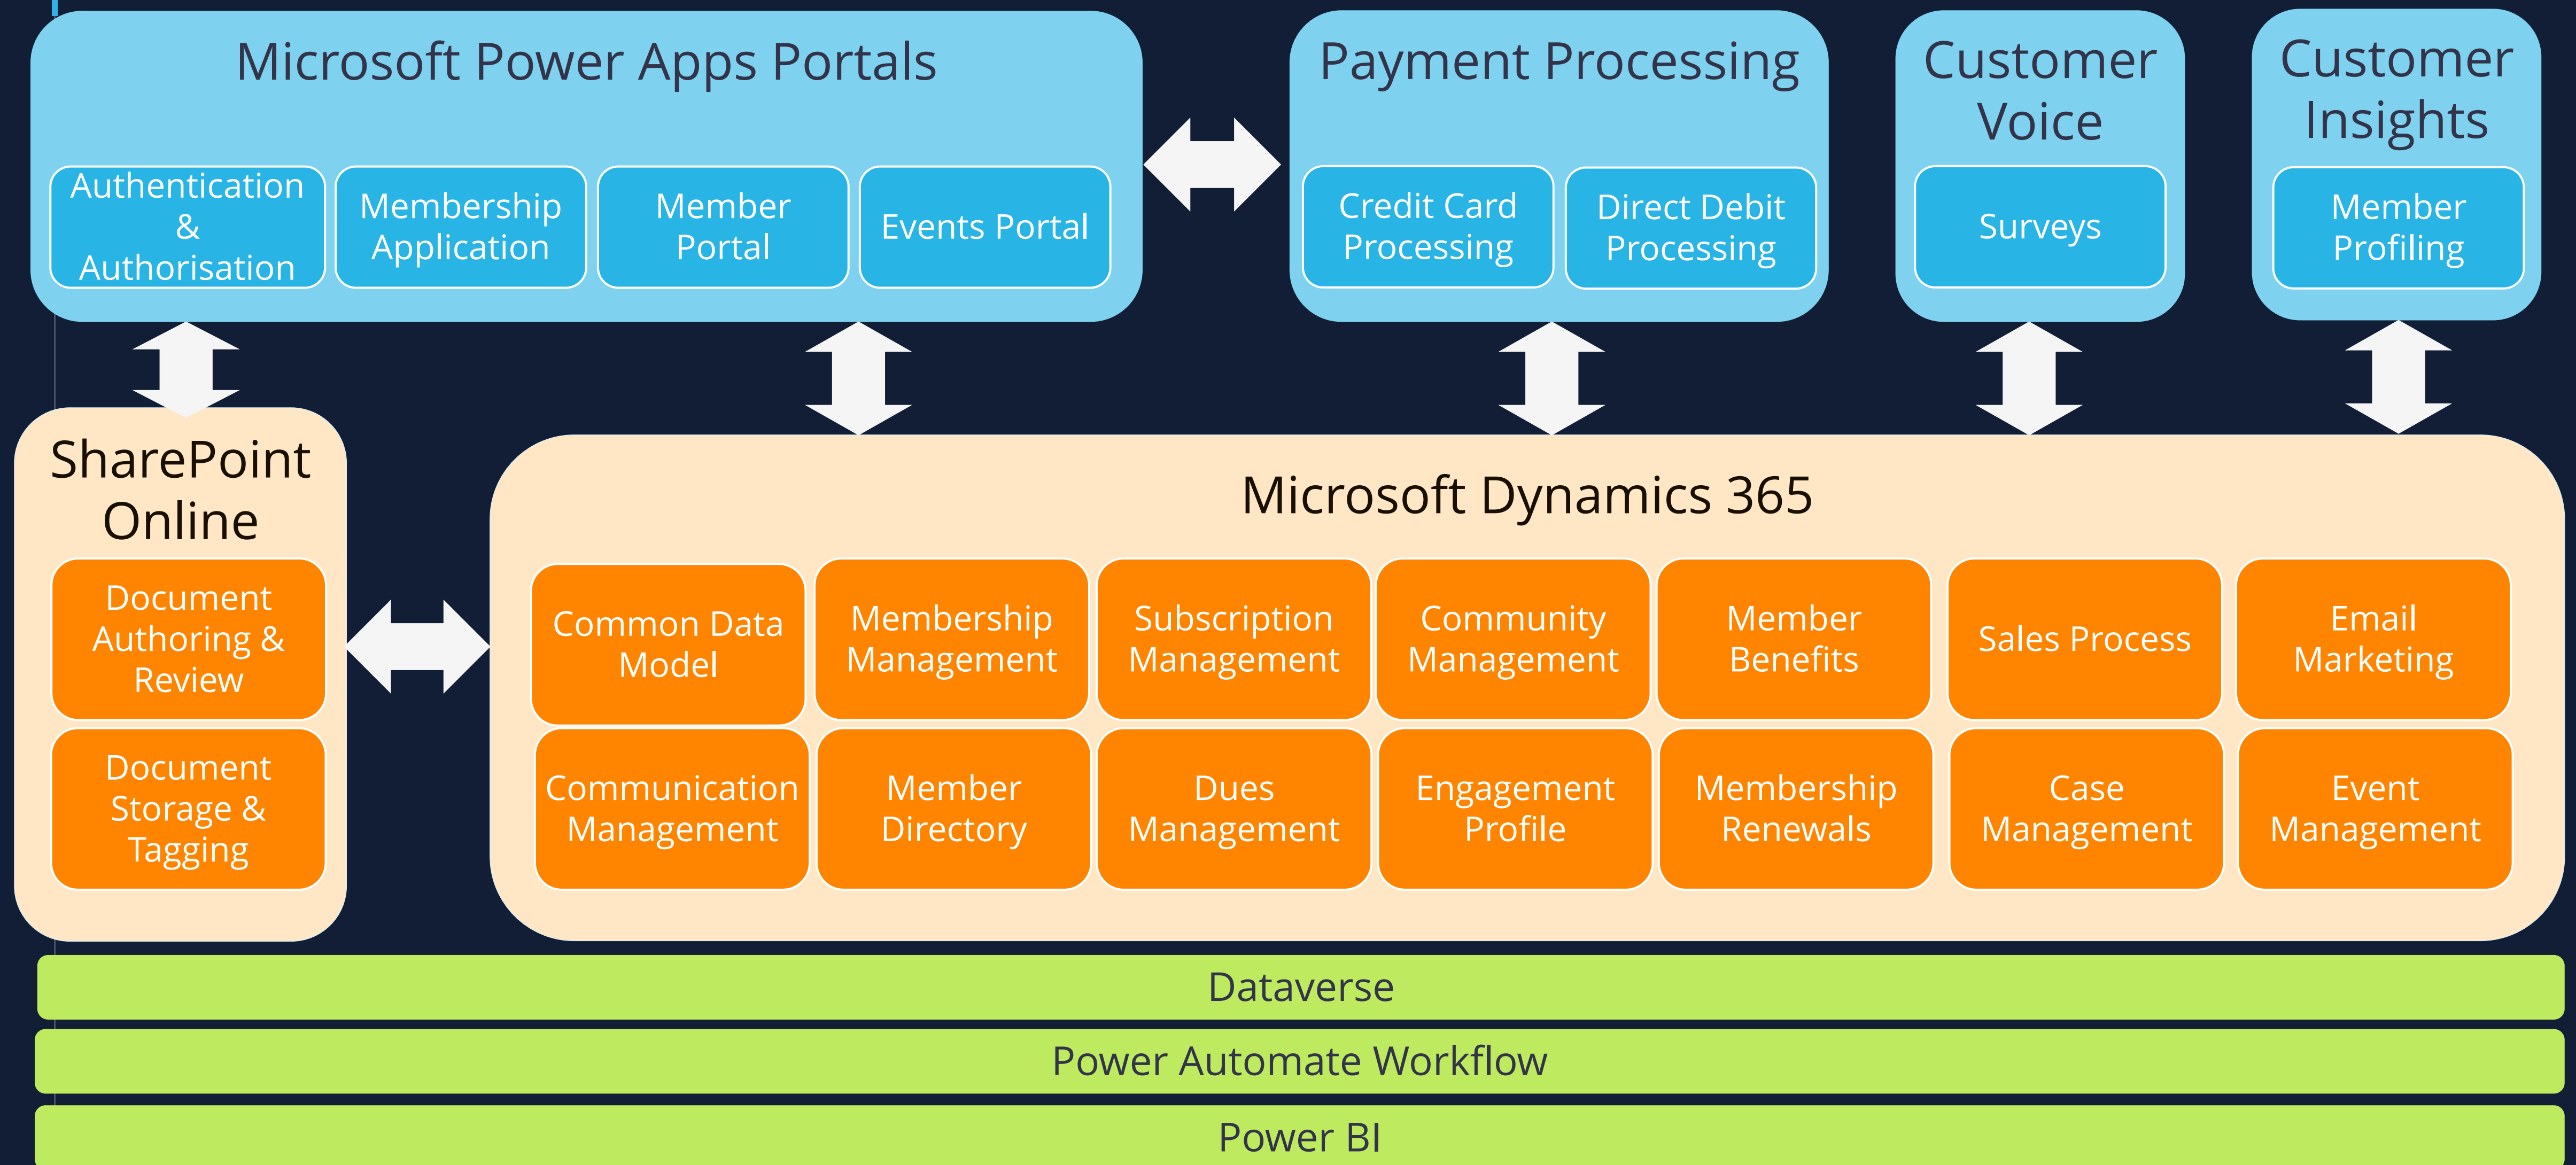 Microsoft Power Apps Portals
Authentication
&
Authorisation
Membership
Application
Member
Portal
Events Portal
Payment Processing
Credit Card
Processing
Direct Debit
Processing
Customer
Voice
Surveys
Customer
Insights
Member
Profiling
SharePoint
Online
Document
Authoring &
Review
Document
Storage &
Tagging
Microsoft Dynamics 365
Common Data
Model
Membership
Management
Subscription
Management
Community
Management
Member
Benefits
Sales Process
Email
Marketing
Communication
Management
Member
Directory
Dues
Management
Engagement
Profile
Membership
Renewals
Case
Management
Event
Management
Dataverse
Power Automate Workflow
Power BI